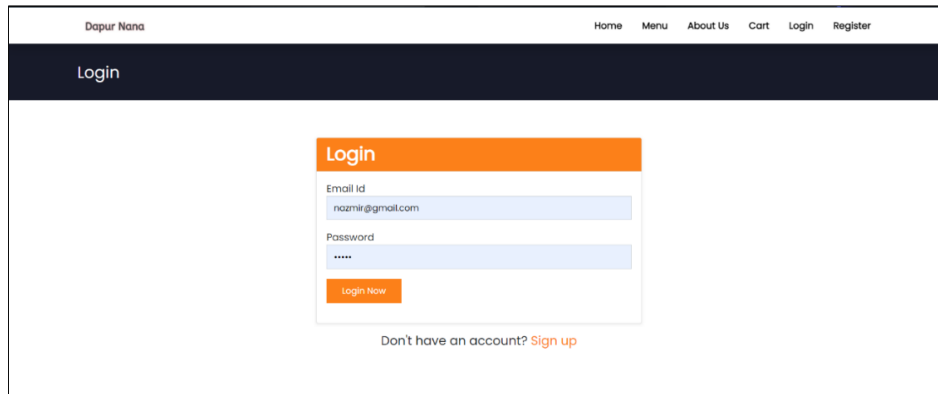 Dapur Nana Home Menu About Us Cart Login Register
Login
Login
Email Id
nazmir@gmail.com
Password
•••••
Login Now
Don't have an account? Sign up